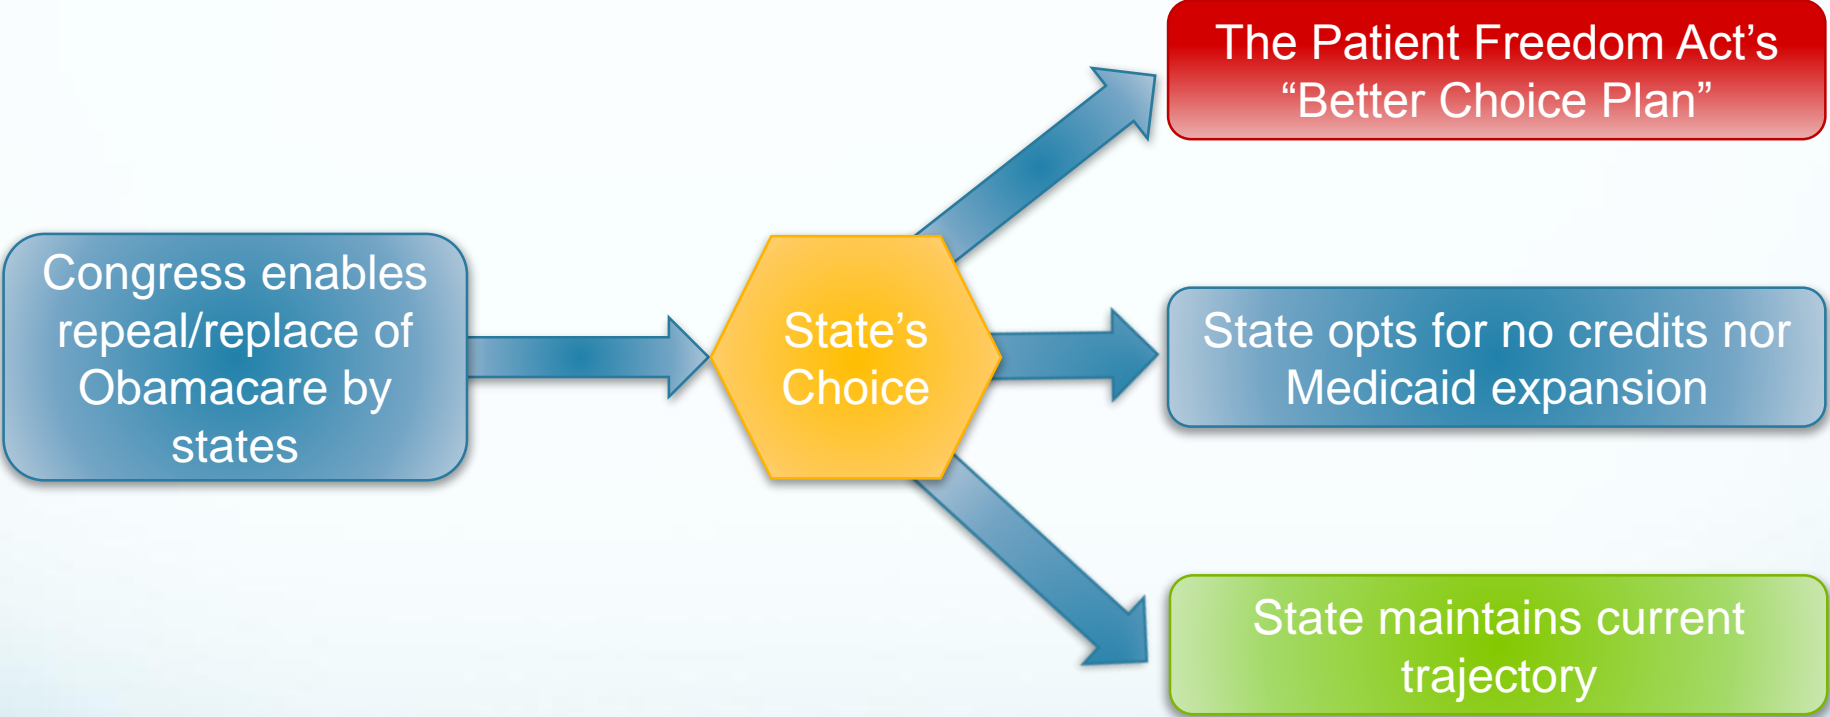 The Patient Freedom Act’s
“Better Choice Plan”
Congress enables
repeal/replace of
Obamacare by
states
State’s
Choice
State opts for no credits nor
Medicaid expansion
State maintains current
trajectory